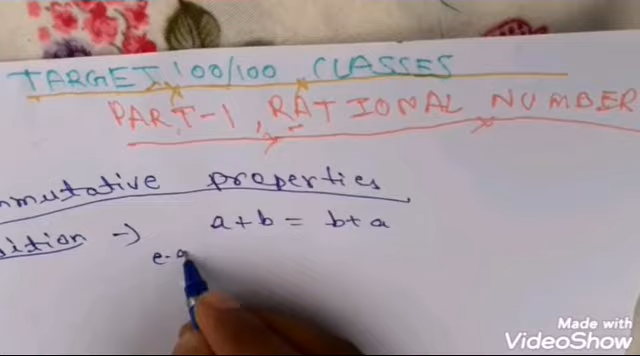 TARGET 100/100 CLASSES
PART-1, RATIONAL NUMBER
mmutative properties
dition -> a+b = b+a
e.g
Made with
VideoShow